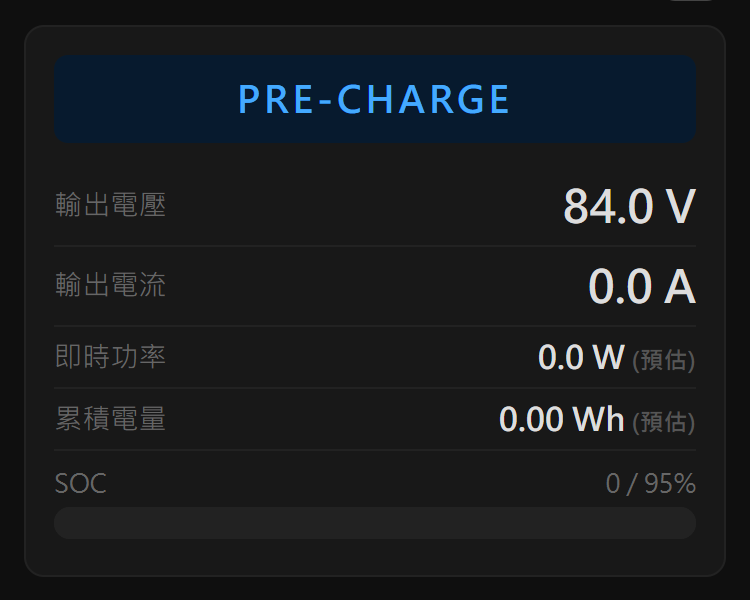 PRE-CHARGE
輸出電壓 84.0 V
輸出電流 0.0 A
即時功率 0.0 W (預估)
累積電量 0.00 Wh (預估)
SOC 0 / 95%